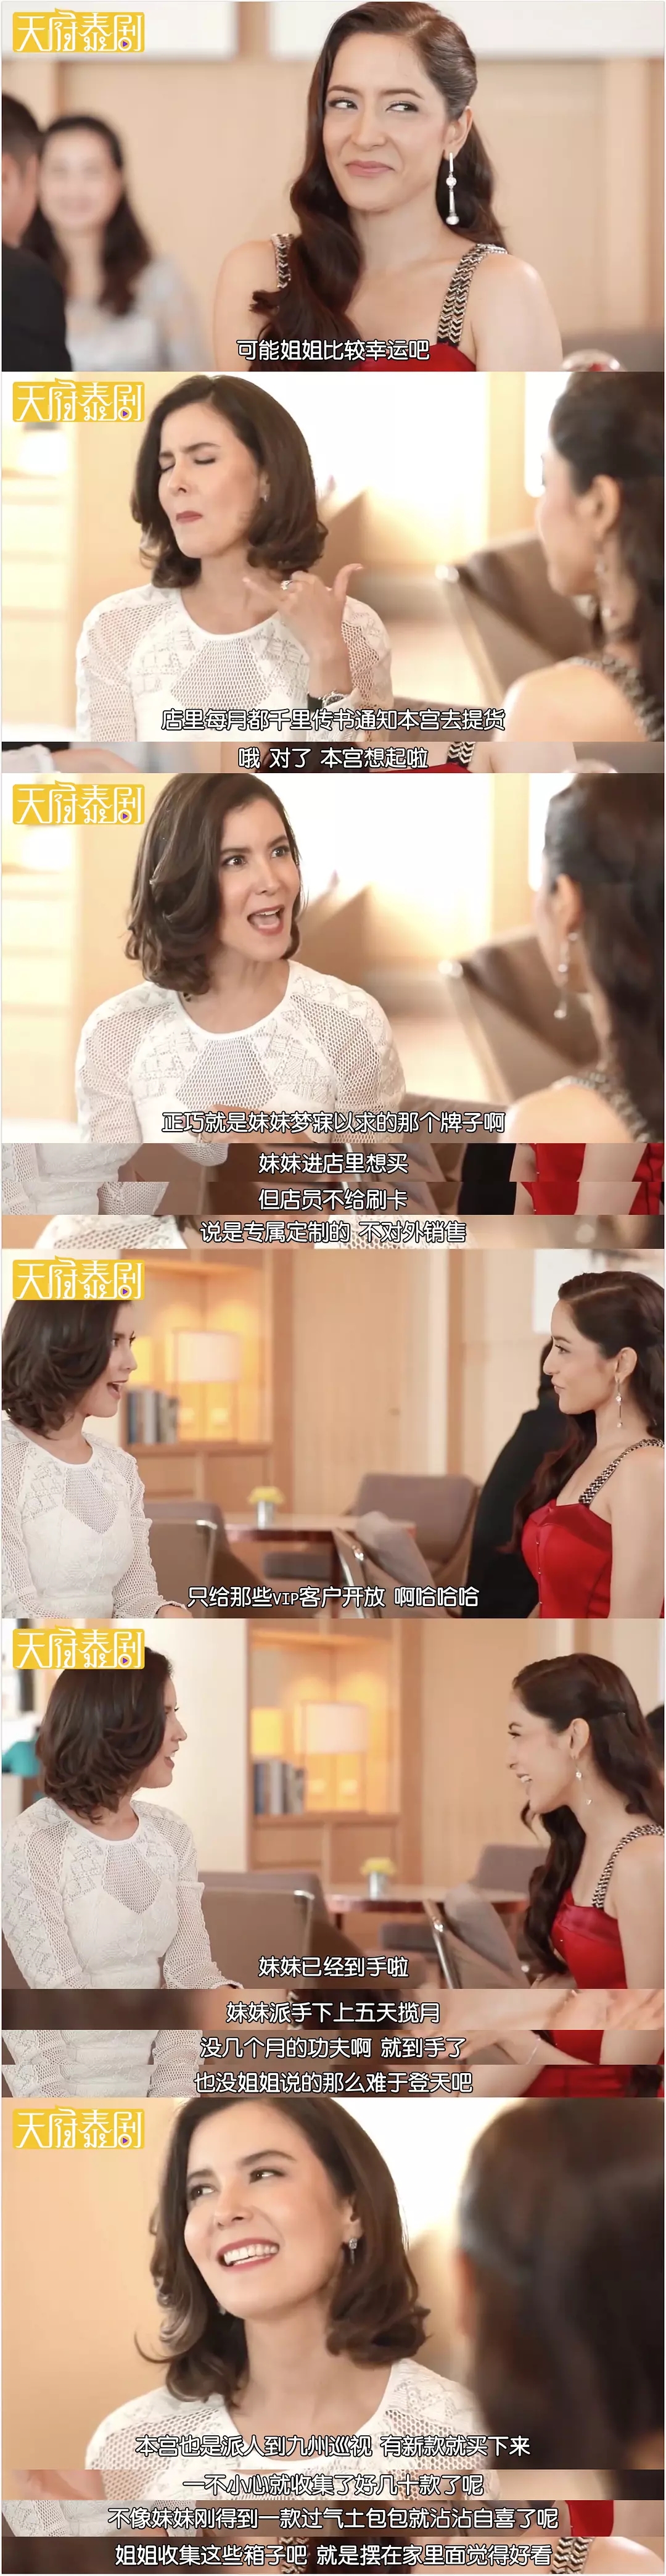 天府泰剧
可能姐姐比较幸运吧
天府泰剧
店里每月都千里传书通知本宫去提货
哦 对了 本宫想起啦
天府泰剧
正巧就是妹妹梦寐以求的那个牌子啊
妹妹进店里想买
但店员不给刷卡
说是专属定制的 不对外销售
天府泰剧
只给那些VIP客户开放 啊哈哈哈
天府泰剧
妹妹已经到手啦
妹妹派手下上五天揽月
没几个月的功夫啊 就到手了
也没姐姐说的那么难于登天吧
天府泰剧
本宫也是派人到九州巡视 有新款就买下来
一不小心就收集了好几十款了呢
不像妹妹刚得到一款过气土包包就沾沾自喜了呢
姐姐收集这些箱子吧 就是摆在家里面觉得好看